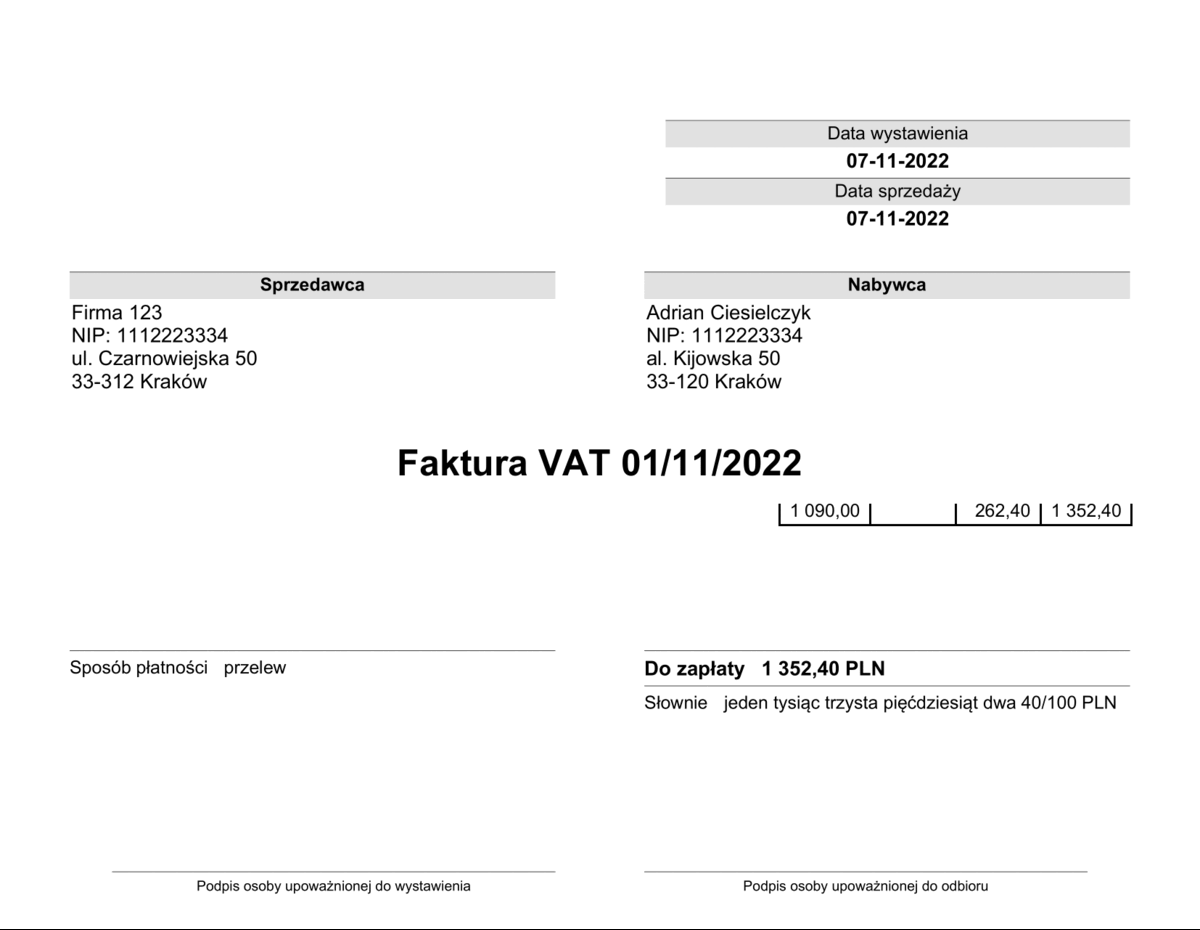 Data wystawienia
07-11-2022
Data sprzedaży
07-11-2022
Sprzedawca
Firma 123
NIP: 1112223334
ul. Czarnowiejska 50
33-312 Kraków
Nabywca
Adrian Ciesielczyk
NIP: 1112223334
al. Kijowska 50
33-120 Kraków
Faktura VAT 01/11/2022
1 090,00 262,40 1 352,40
Sposób płatności przelew
Do zapłaty 1 352,40 PLN
Słownie jeden tysiąc trzysta pięćdziesiąt dwa 40/100 PLN
Podpis osoby upoważnionej do wystawienia
Podpis osoby upoważnionej do odbioru